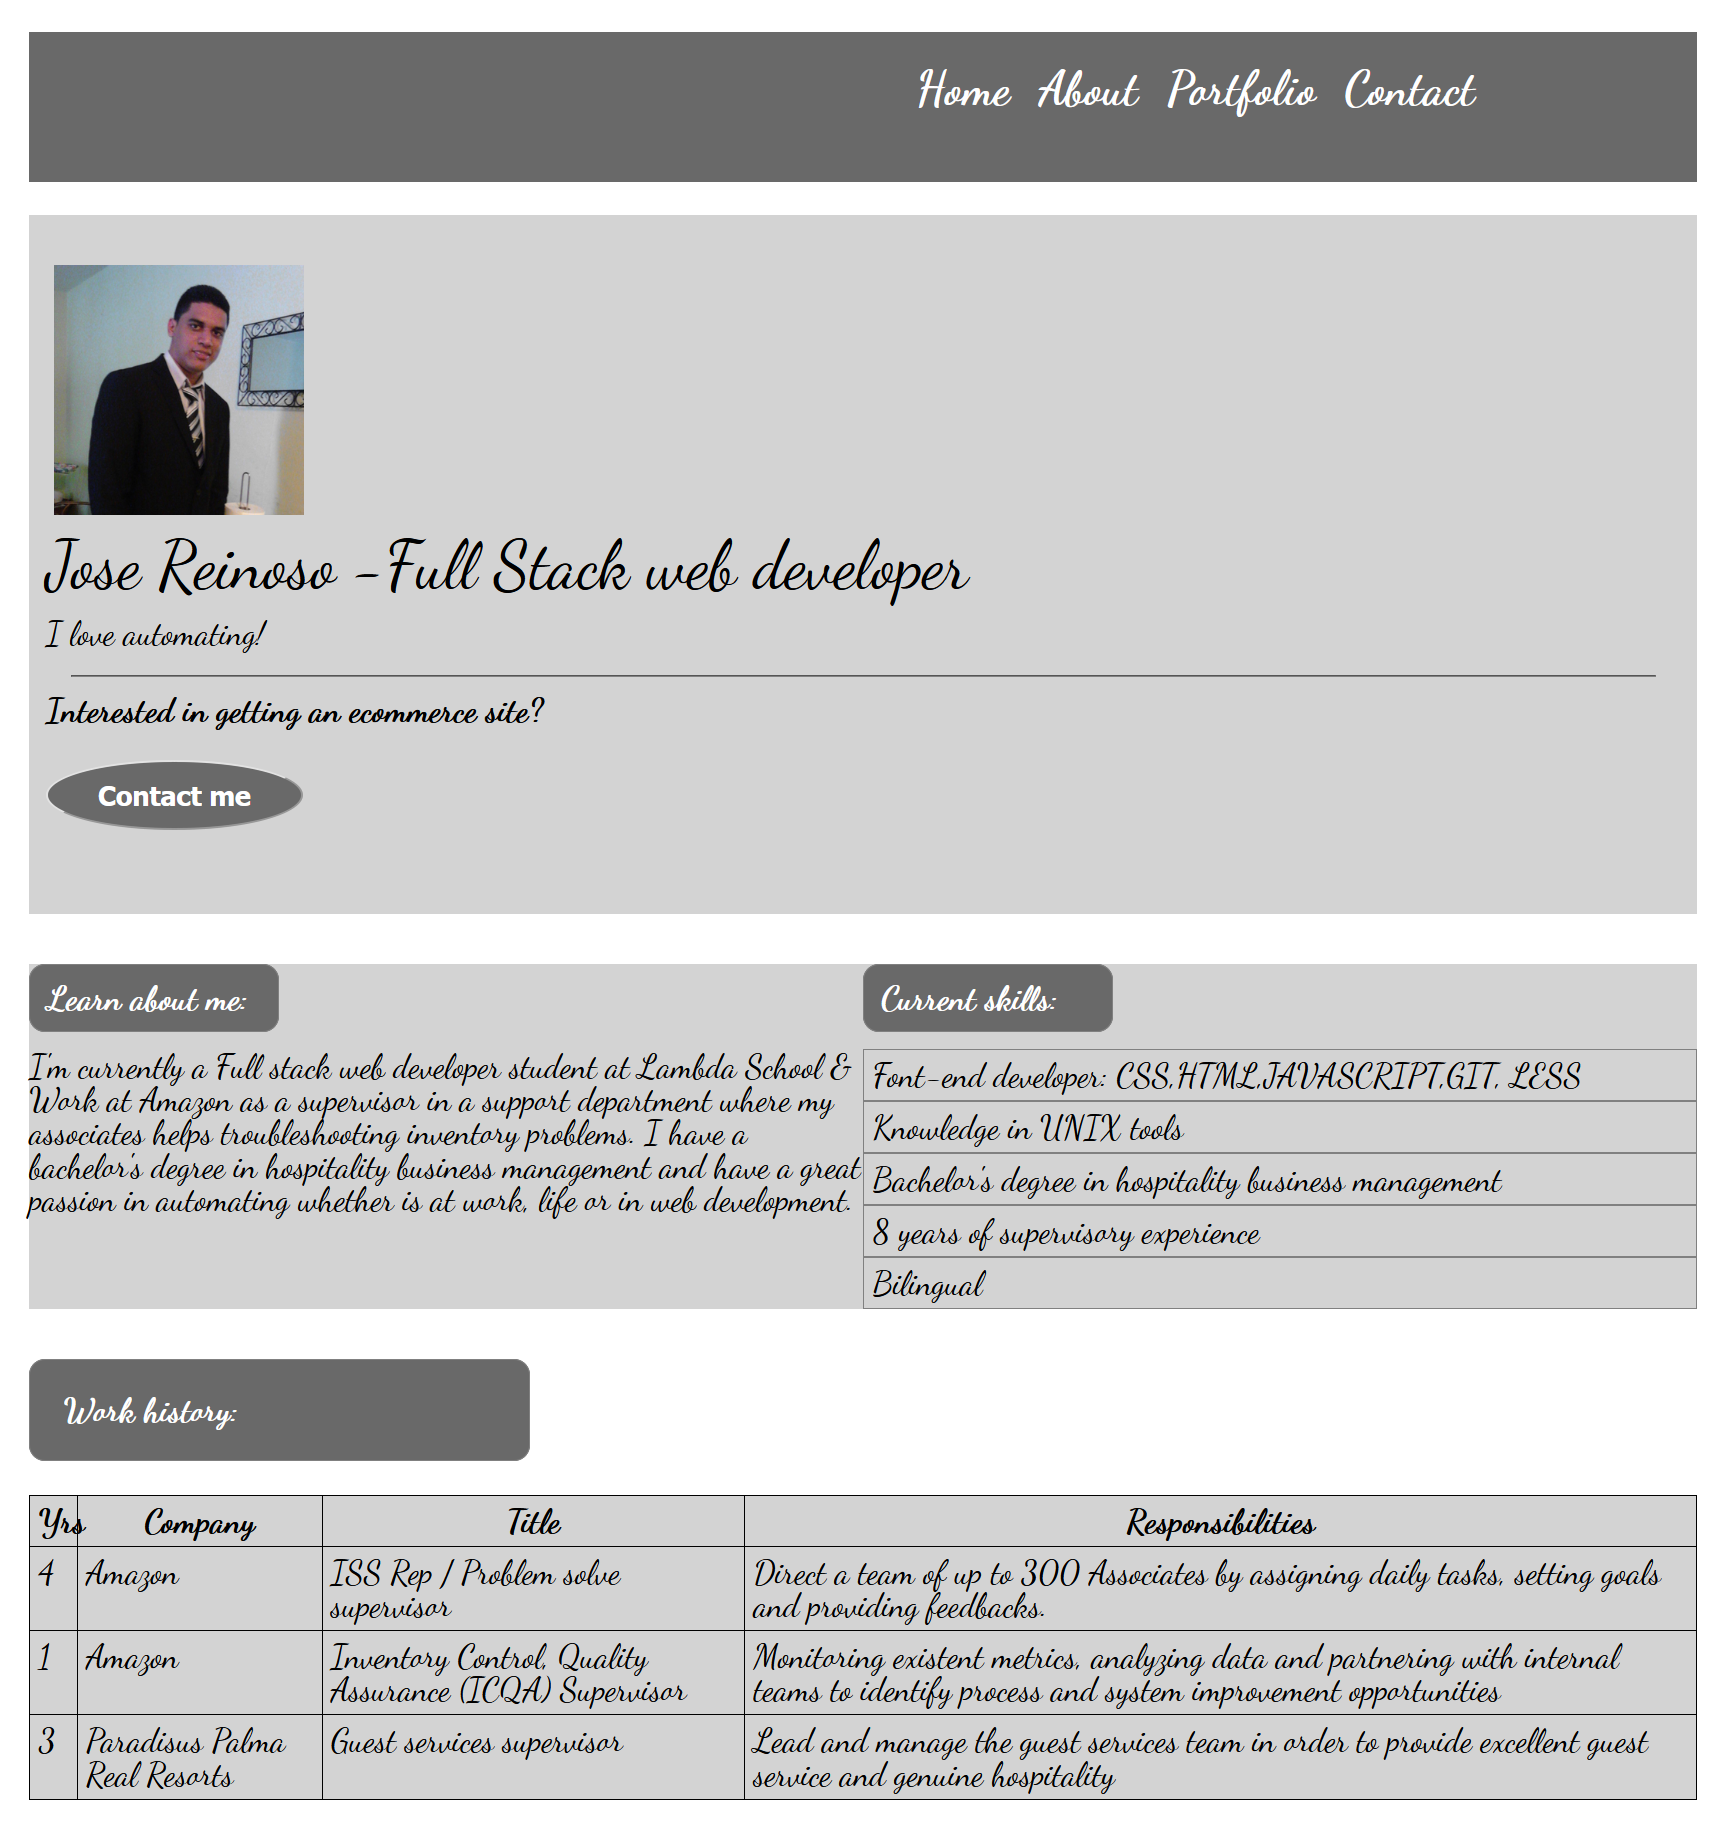 Home About Portfolio Contact
Jose Reinoso -Full Stack web developer
I love automating!
Interested in getting an ecommerce site?
Contact me
Learn about me:
I'm currently a Full stack web developer student at Lambda School &
Work at Amazon as a supervisor in a support department where my
associates helps troubleshooting inventory problems. I have a
bachelor's degree in hospitality business management and have a great
passion in automating whether is at work, life or in web development.
Current skills:
Font-end developer: CSS,HTML,JAVASCRIPT,GIT, LESS
Knowledge in UNIX tools
Bachelor's degree in hospitality business management
8 years of supervisory experience
Bilingual
Work history:
Yrs Company Title Responsibilities
4 Amazon ISS Rep / Problem solve
supervisor
Direct a team of up to 300 Associates by assigning daily tasks, setting goals
and providing feedbacks.
1 Amazon Inventory Control, Quality
Assurance (ICQA) Supervisor
Monitoring existent metrics, analyzing data and partnering with internal
teams to identify process and system improvement opportunities
3 Paradisus Palma
Real Resorts
Guest services supervisor
Lead and manage the guest services team in order to provide excellent guest
service and genuine hospitality